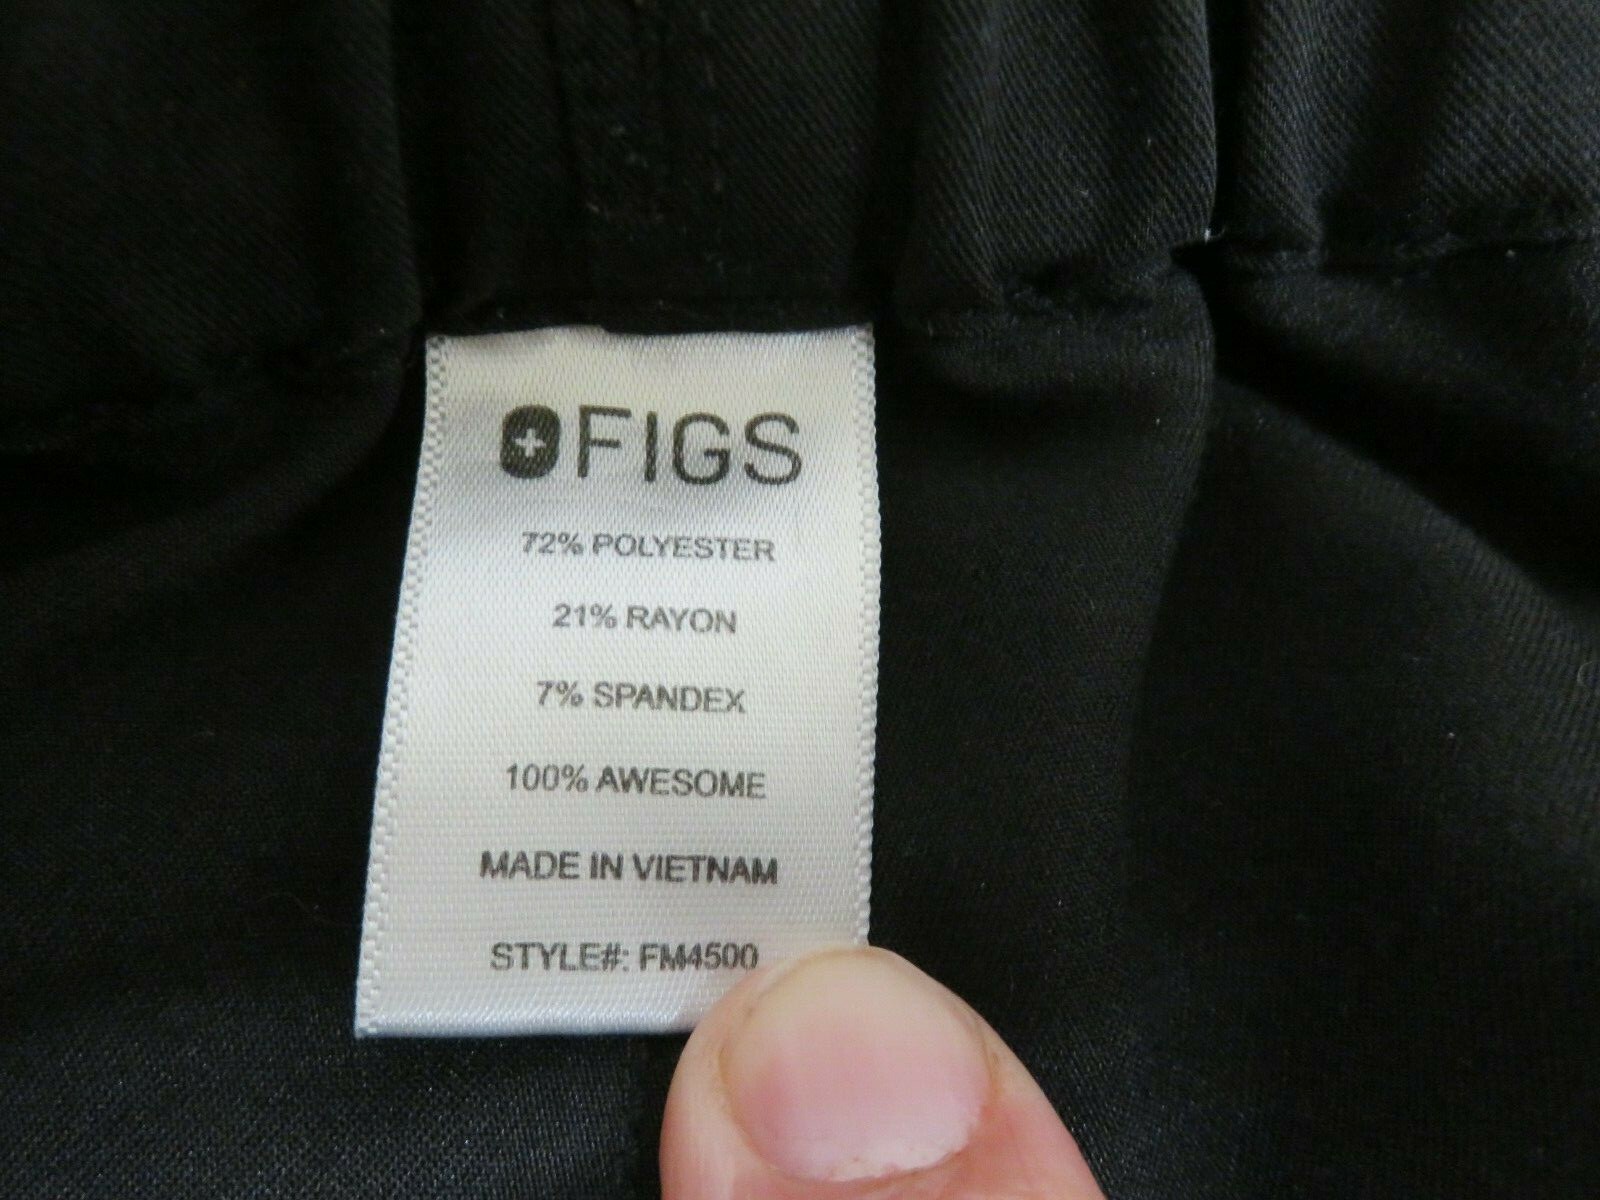 FIGS
72% POLYESTER
21% RAYON
7% SPANDEX
100% AWESOME
MADE IN VIETNAM
STYLE#: FM4500